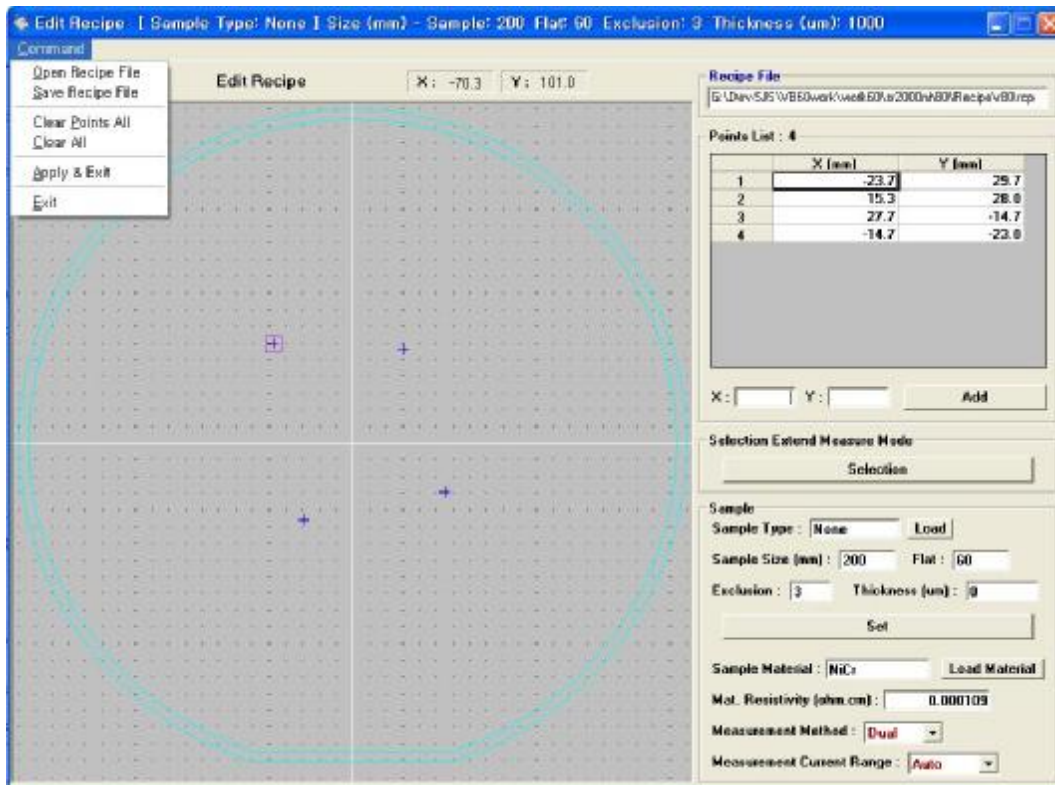 Edit Recipe [ Sample Type: None ] Size (mm) - Sample: 200 Flat: 60 Exclusion: 3 Thickness (um): 1000
Command
Open Recipe File
Save Recipe File
Clear Points All
Clear All
Apply & Exit
Exit
Edit Recipe
X : -70.3 Y : 101.0
Recipe File
Points List : 4
X (mm) Y (mm)
1 -23.7 29.7
2 15.3 28.0
3 27.7 -14.7
4 -14.7 -23.0
X : Y : Add
Selection Extend Measure Mode
Selection
Sample
Sample Type : None Load
Sample Size (mm) : 200 Flat : 60
Exclusion : 3 Thickness (um) : 0
Set
Sample Material : NiCr Load Material
Mat. Resistivity (ohm.cm) : 0.000109
Measurement Method : Dual
Measurement Current Range : Auto